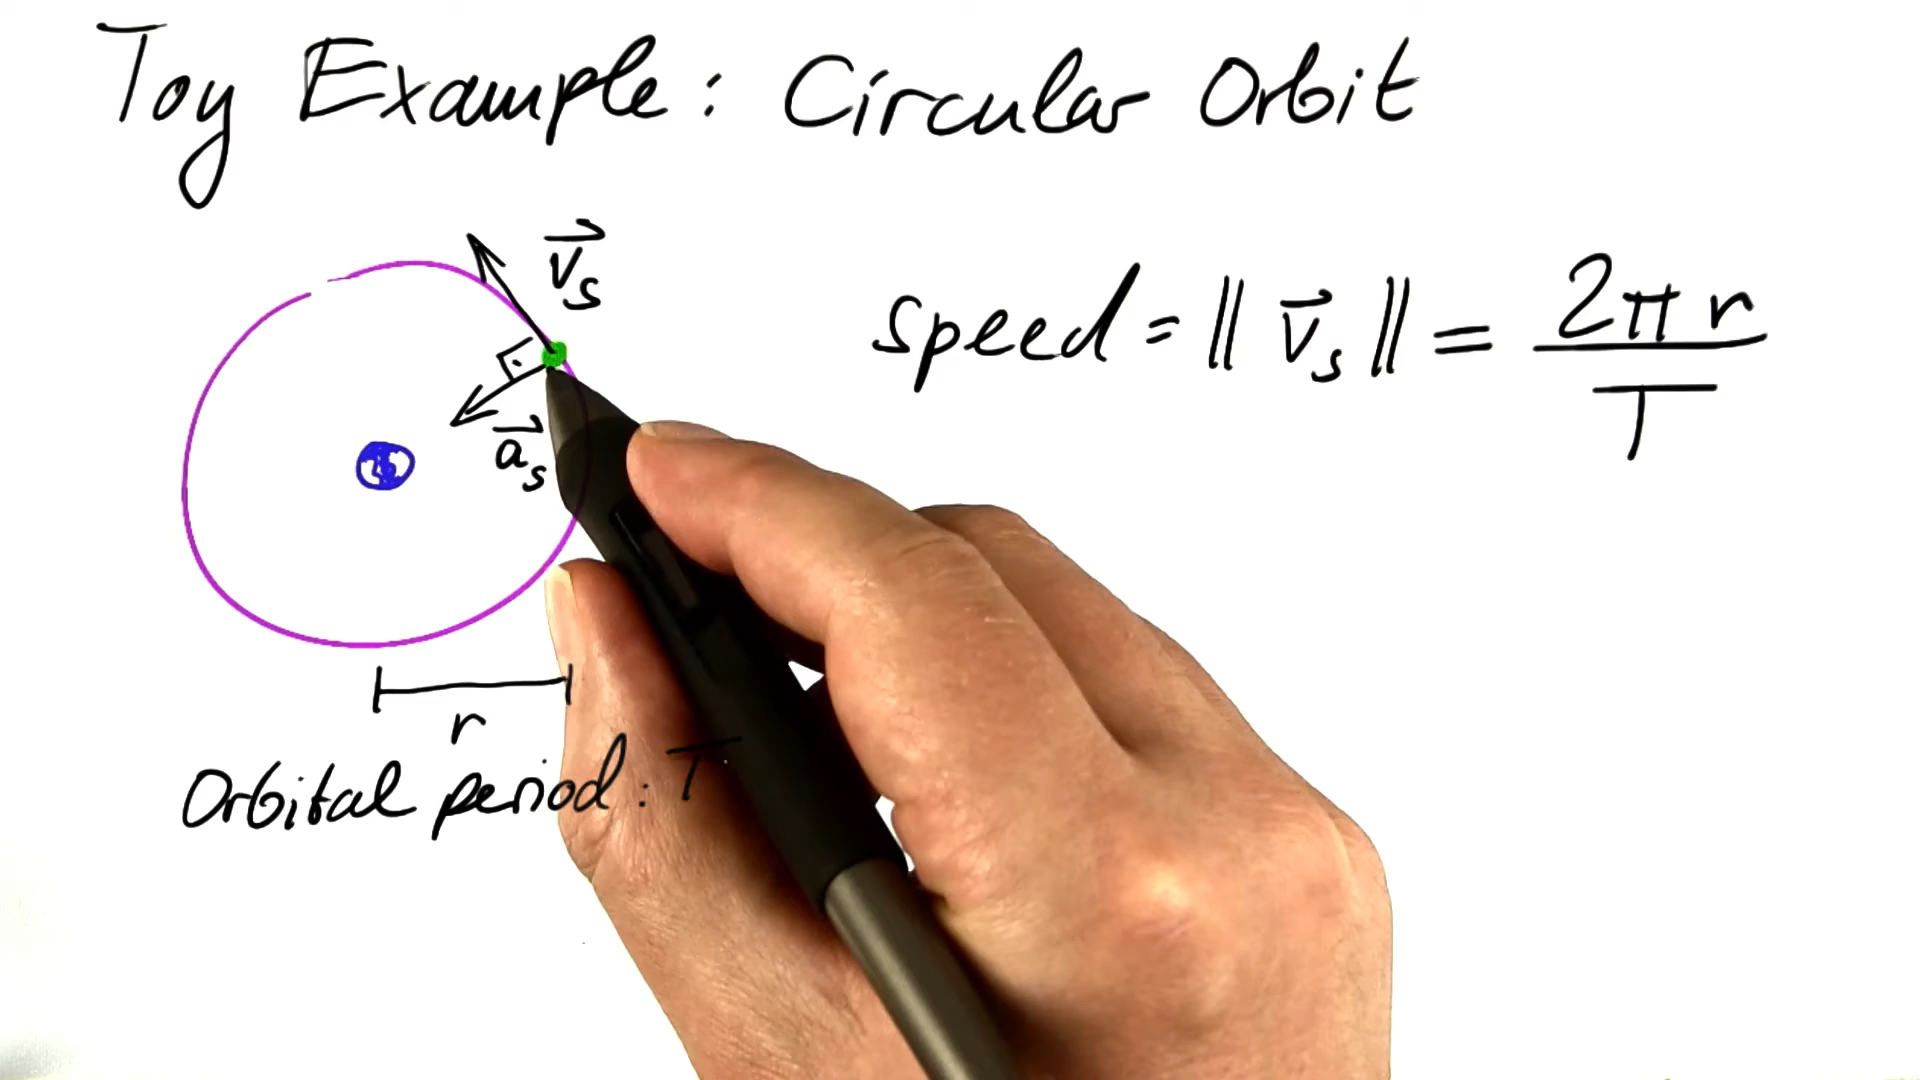 Toy Example: Circular Orbit
v⃗s
speed = || v⃗s || = 2πr / T
a⃗s
r
Orbital period: T